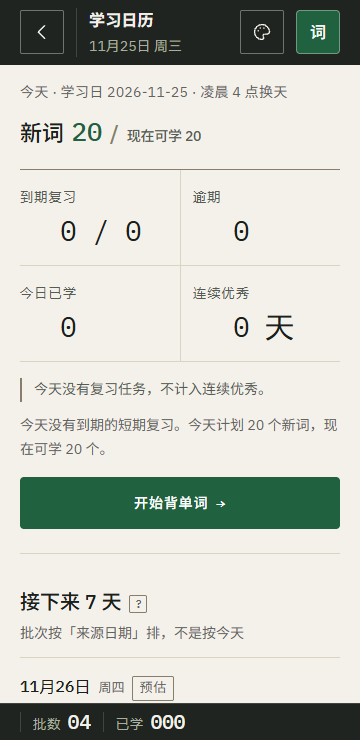 学习日历
11月25日 周三
词
今天 · 学习日 2026-11-25 · 凌晨 4 点换天
新词 20 / 现在可学 20
到期复习
0 / 0
逾期
0
今日已学
0
连续优秀
0 天
今天没有复习任务，不计入连续优秀。
今天没有到期的短期复习。今天计划 20 个新词，现
在可学 20 个。
开始背单词 →
接下来 7 天 ?
批次按「来源日期」排，不是按今天
11月26日 周四 预估
批数 04 已学 000